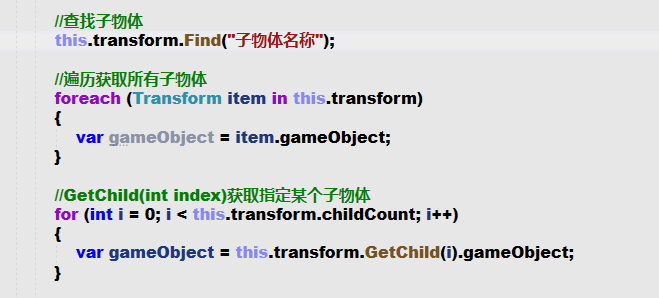 //查找子物体
this.transform.Find("子物体名称");
//遍历获取所有子物体
foreach (Transform item in this.transform)
{
var gameObject = item.gameObject;
}
//GetChild(int index)获取指定某个子物体
for (int i = 0; i < this.transform.childCount; i++)
{
var gameObject = this.transform.GetChild(i).gameObject;
}